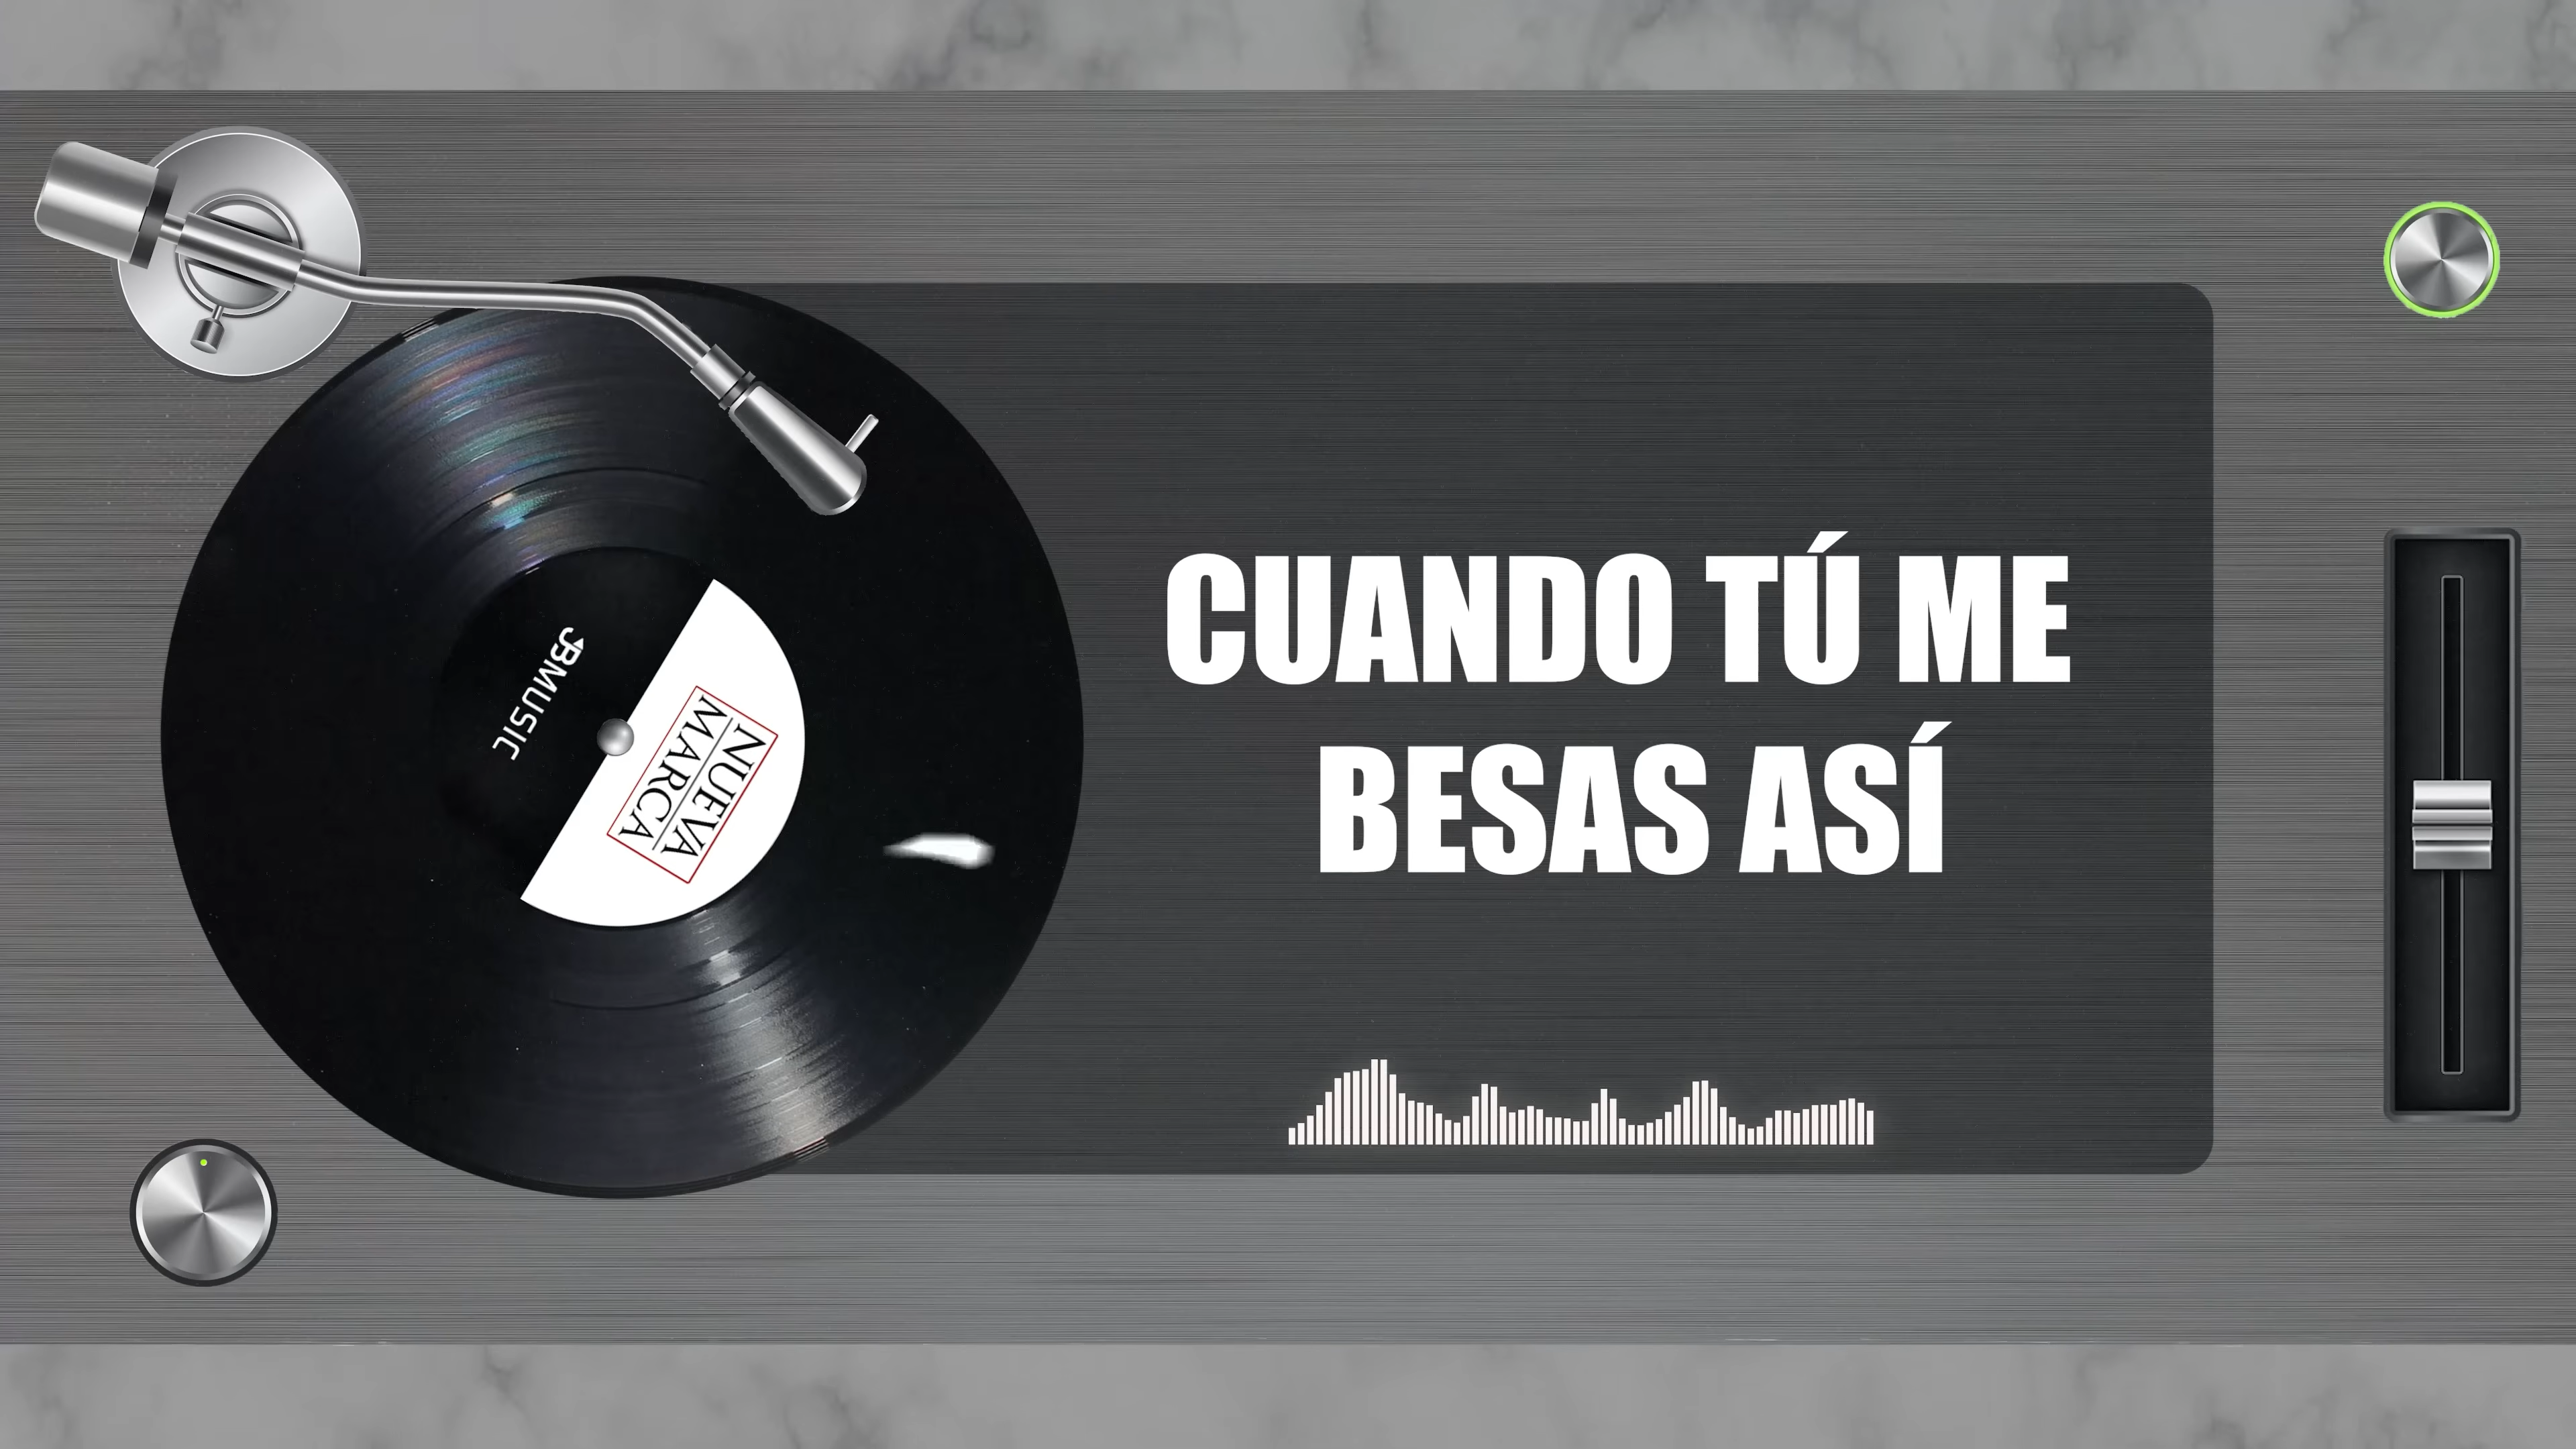 CUANDO TÚ ME
BESAS ASÍ
JBMUSIC
NUEVA
MARCA